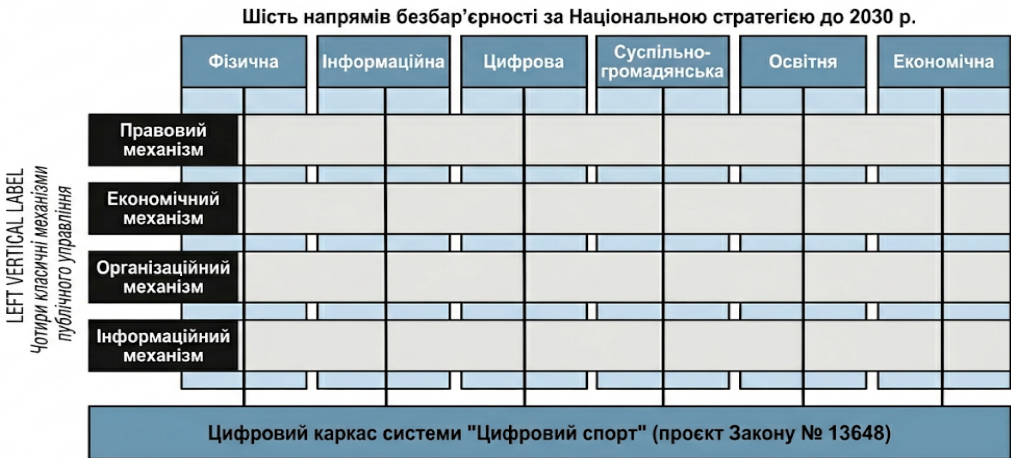 Шість напрямів безбар’єрності за Національною стратегією до 2030 р.
Фізична
Інформаційна
Цифрова
Суспільно-
громадянська
Освітня
Економічна
LEFT VERTICAL LABEL
Чотири класичні механізми
публічного управління
Правовий
механізм
Економічний
механізм
Організаційний
механізм
Інформаційний
механізм
Цифровий каркас системи "Цифровий спорт" (проєкт Закону № 13648)